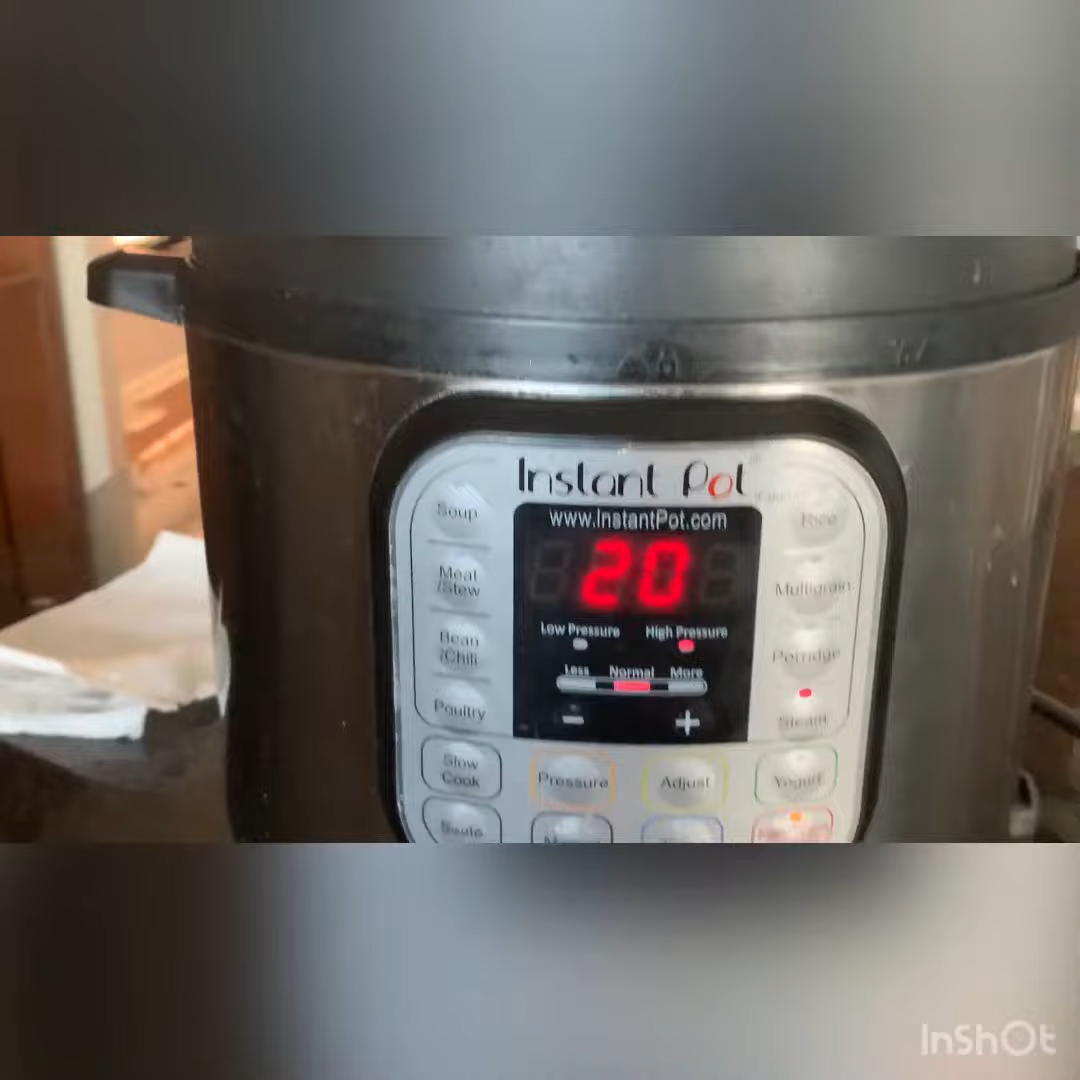 Instant Pot
www.InstantPot.com
20
Low Pressure High Pressure
Less Normal More
- +
Soup
Meat
/Stew
Bean
/Chili
Poultry
Slow
Cook
Saute
Pressure
Adjust
Rice
Multigrain
Porridge
Steam
Yogurt
InShOt